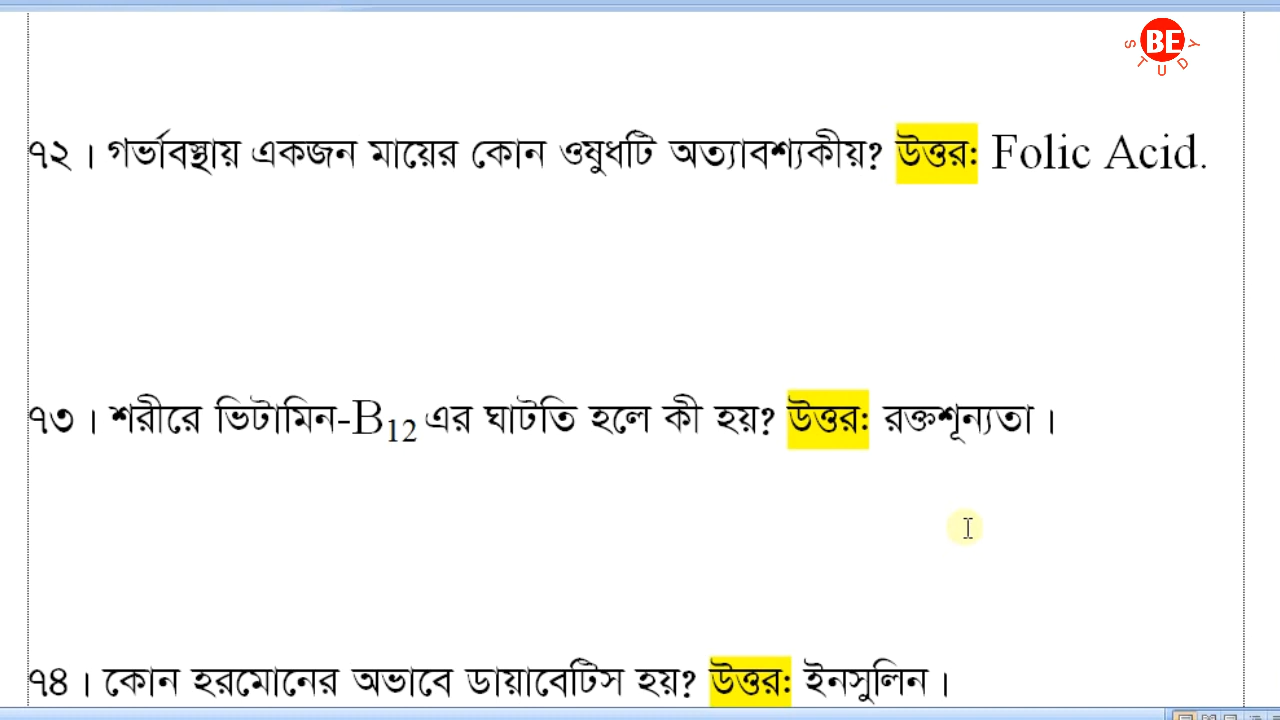 BE
STUDY
৭২। গর্ভাবস্থায় একজন মায়ের কোন ওষুধটি অত্যাবশ্যকীয়? উত্তর: Folic Acid.
৭৩। শরীরে ভিটামিন-B₁₂ এর ঘাটতি হলে কী হয়? উত্তর: রক্তশূন্যতা।
৭৪। কোন হরমোনের অভাবে ডায়াবেটিস হয়? উত্তর: ইনসুলিন।